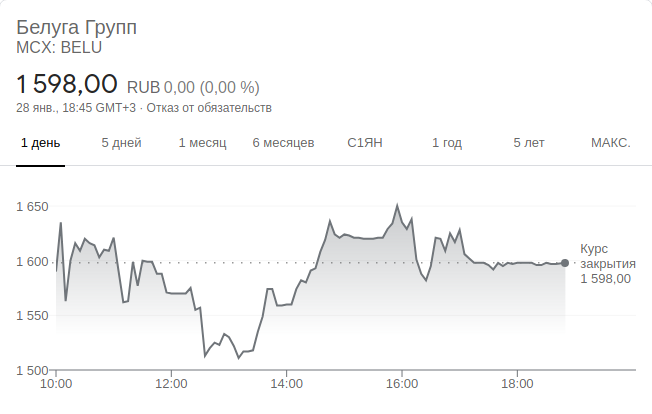 Белуга Групп
MCX: BELU
1 598,00 RUB 0,00 (0,00 %)
28 янв., 18:45 GMT+3 · Отказ от обязательств
1 день 5 дней 1 месяц 6 месяцев С1ЯН 1 год 5 лет МАКС.
1 650
1 600
1 550
1 500
Курс
закрытия
1 598,00
10:00 12:00 14:00 16:00 18:00